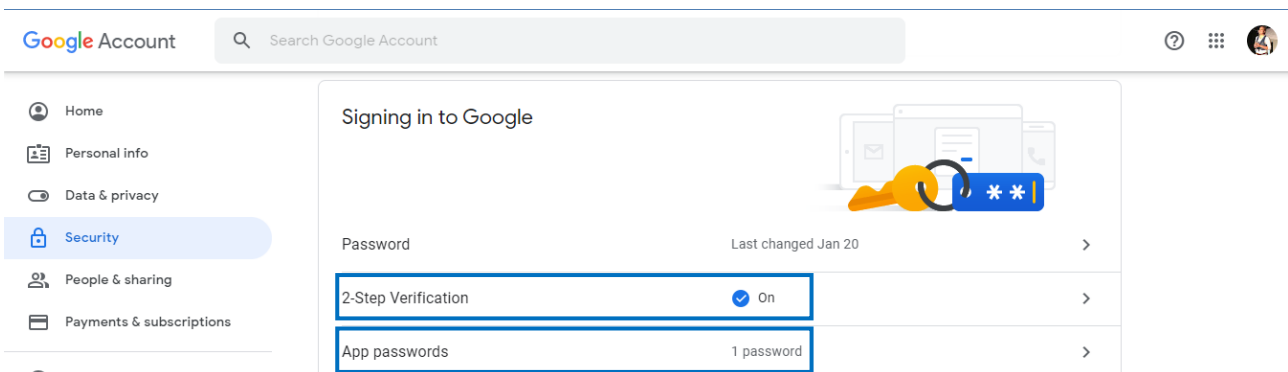 Google Account
Search Google Account
Home
Personal info
Data & privacy
Security
People & sharing
Payments & subscriptions
Signing in to Google
**
Password Last changed Jan 20
2-Step Verification On
App passwords 1 password